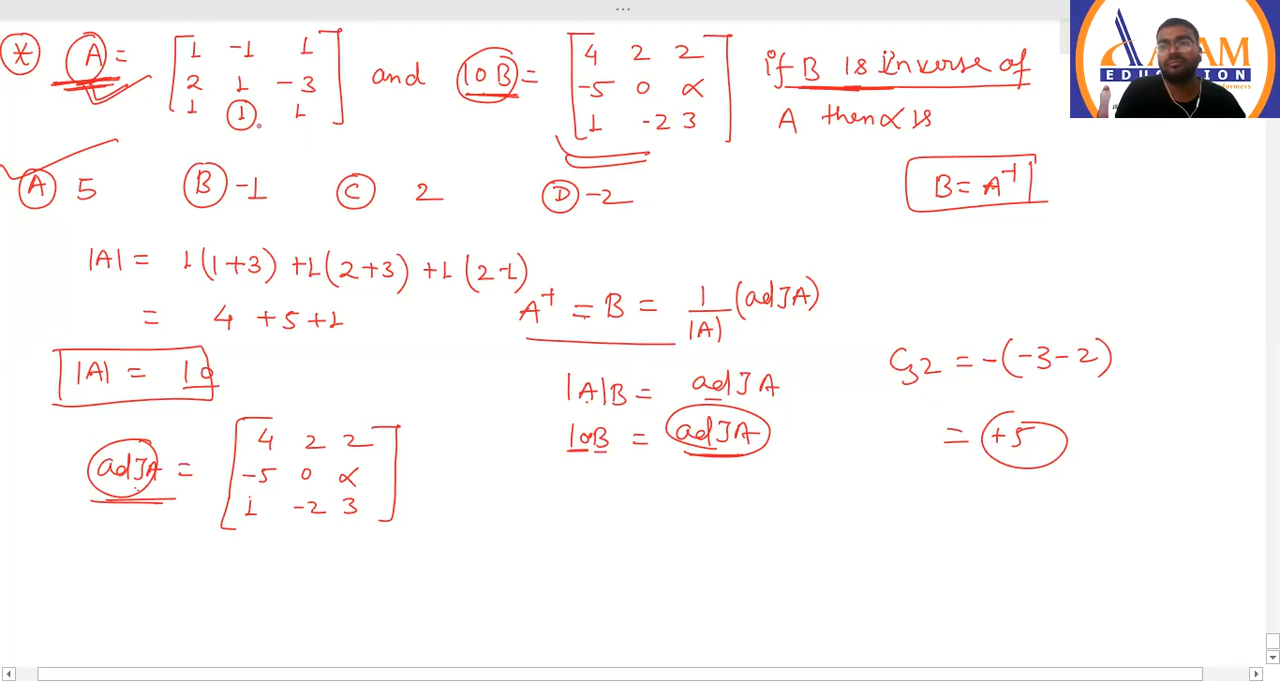 * A = [ 1 -1 1 ; 2 1 -3 ; 1 1 1 ] and 10B = [ 4 2 2 ; -5 0 α ; 1 -2 3 ] if B is inverse of
A then α is
A 5 B -1 C 2 D -2
B = A⁻¹
|A| = 1(1+3) +1(2+3) +1(2-1)
= 4 +5+1
|A| = 10
adJA = [ 4 2 2 ; -5 0 α ; 1 -2 3 ]
A⁻¹ = B = 1/|A| (adJA)
|A|B = adJA
10B = adJA
C32 = -(-3-2)
= +5
EDUCATION